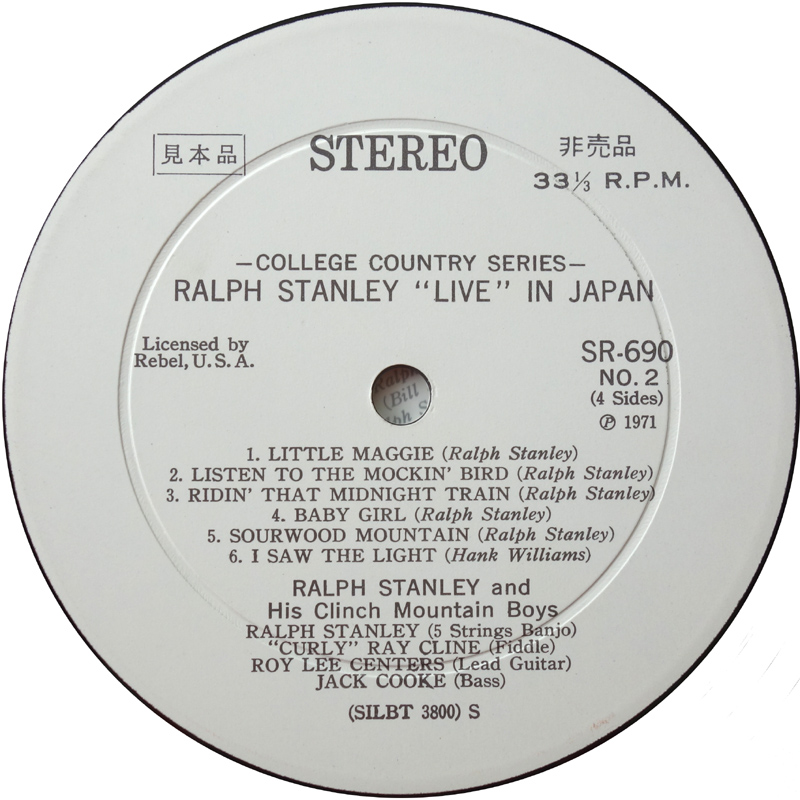 見本品
STEREO
非売品
33⅓ R.P.M.
—COLLEGE COUNTRY SERIES—
RALPH STANLEY “LIVE” IN JAPAN
Licensed by
Rebel, U.S.A.
SR-690
NO. 2
(4 Sides)
Ⓟ 1971
Ralph
(Bill
ph S
1. LITTLE MAGGIE (Ralph Stanley)
2. LISTEN TO THE MOCKIN’ BIRD (Ralph Stanley)
3. RIDIN’ THAT MIDNIGHT TRAIN (Ralph Stanley)
4. BABY GIRL (Ralph Stanley)
5. SOURWOOD MOUNTAIN (Ralph Stanley)
6. I SAW THE LIGHT (Hank Williams)
RALPH STANLEY and
His Clinch Mountain Boys
RALPH STANLEY (5 Strings Banjo)
“CURLY” RAY CLINE (Fiddle)
ROY LEE CENTERS (Lead Guitar)
JACK COOKE (Bass)
(SILBT 3800) S